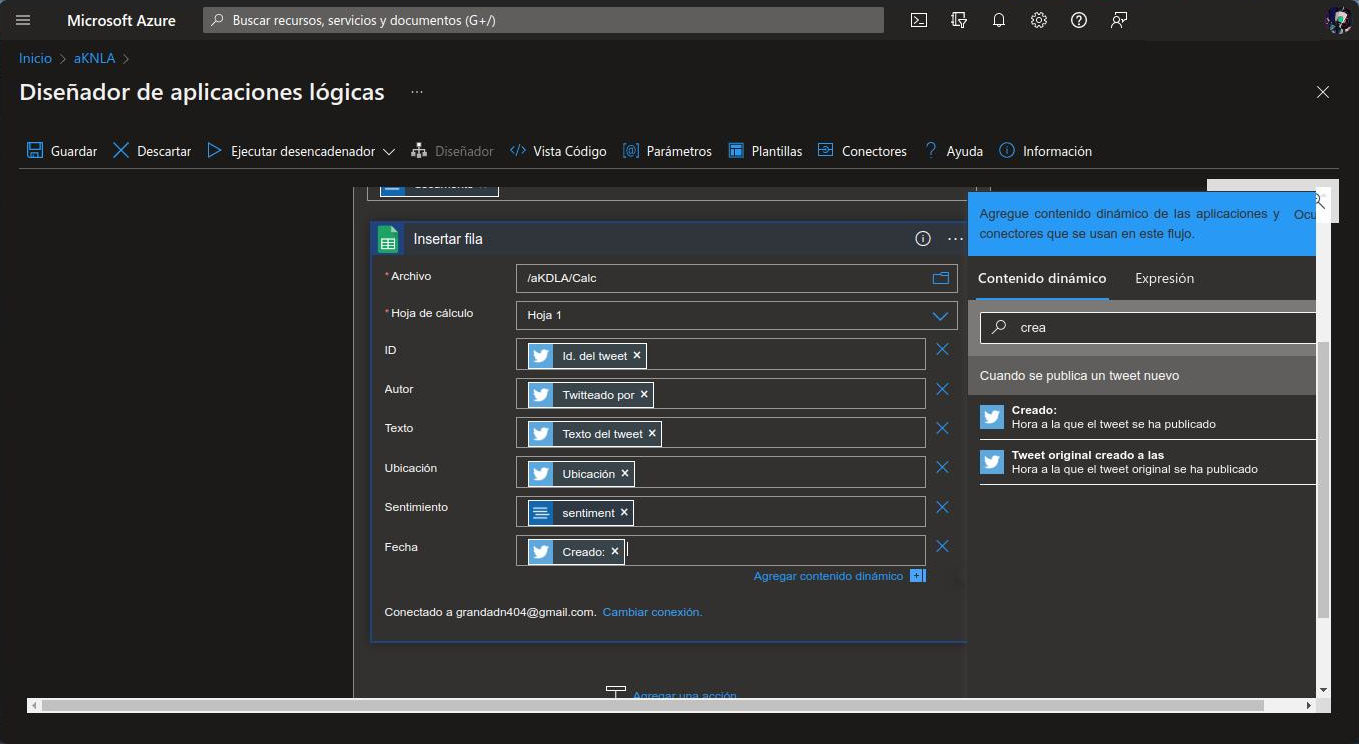 Microsoft Azure
Buscar recursos, servicios y documentos (G+/)
Inicio > aKNLA >
Diseñador de aplicaciones lógicas ...
Guardar Descartar Ejecutar desencadenador Diseñador Vista Código Parámetros Plantillas Conectores Ayuda Información
Insertar fila
* Archivo
/aKDLA/Calc
* Hoja de cálculo
Hoja 1
ID
Id. del tweet ×
Autor
Twitteado por ×
Texto
Texto del tweet ×
Ubicación
Ubicación ×
Sentimiento
sentiment ×
Fecha
Creado: ×
Agregar contenido dinámico
Conectado a grandadn404@gmail.com. Cambiar conexión.
Agregar una acción
Agregue contenido dinámico de las aplicaciones y
conectores que se usan en este flujo.
Ocu
Contenido dinámico Expresión
crea
Cuando se publica un tweet nuevo
Creado:
Hora a la que el tweet se ha publicado
Tweet original creado a las
Hora a la que el tweet original se ha publicado